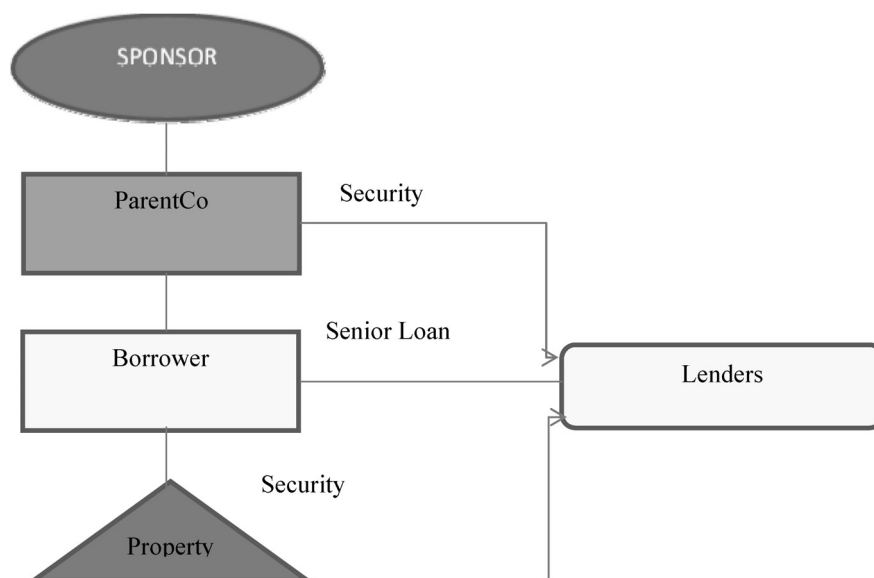 SPONSOR
ParentCo
Security
Senior Loan
Borrower
Lenders
Security
Property